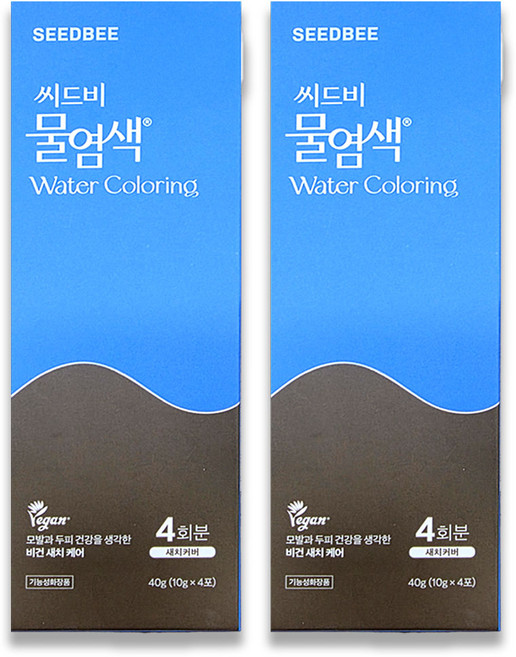 SEEDBEE
씨드비
물염색®
Water Coloring
Vegan
모발과 두피 건강을 생각한
비건 새치 케어
4회분
새치커버
기능성화장품
40g (10g × 4포)
SEEDBEE
씨드비
물염색®
Water Coloring
Vegan
모발과 두피 건강을 생각한
비건 새치 케어
4회분
새치커버
기능성화장품
40g (10g × 4포)